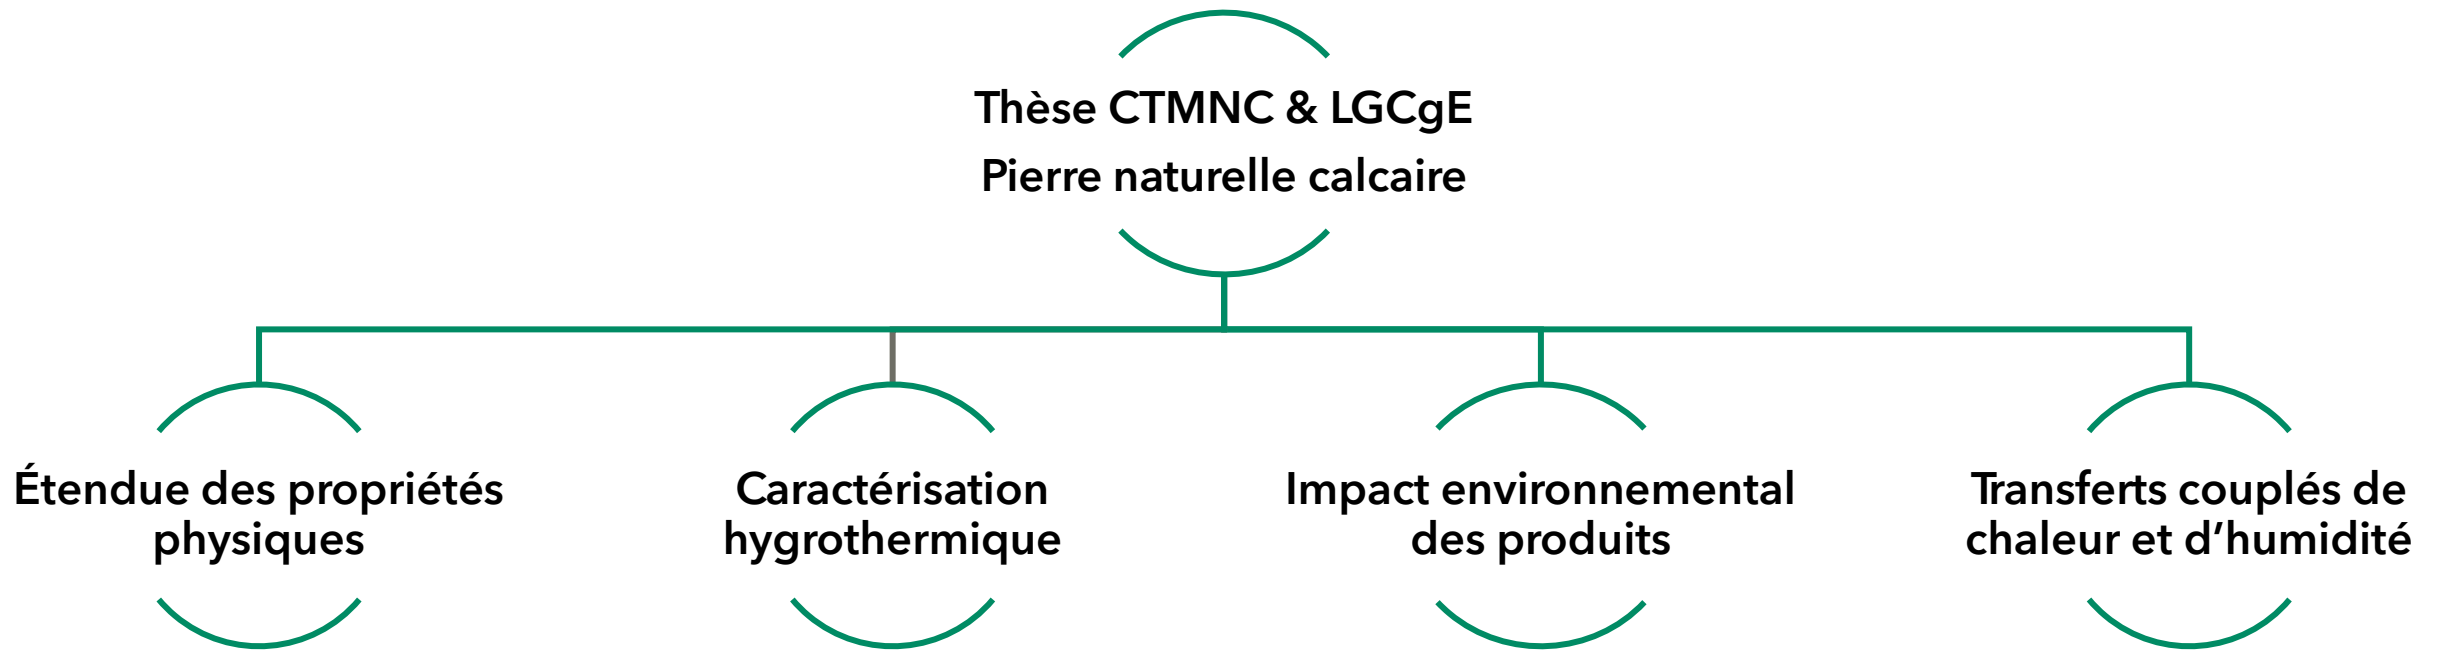 Thèse CTMNC & LGCgE
Pierre naturelle calcaire
Étendue des propriétés
physiques
Caractérisation
hygrothermique
Impact environnemental
des produits
Transferts couplés de
chaleur et d’humidité